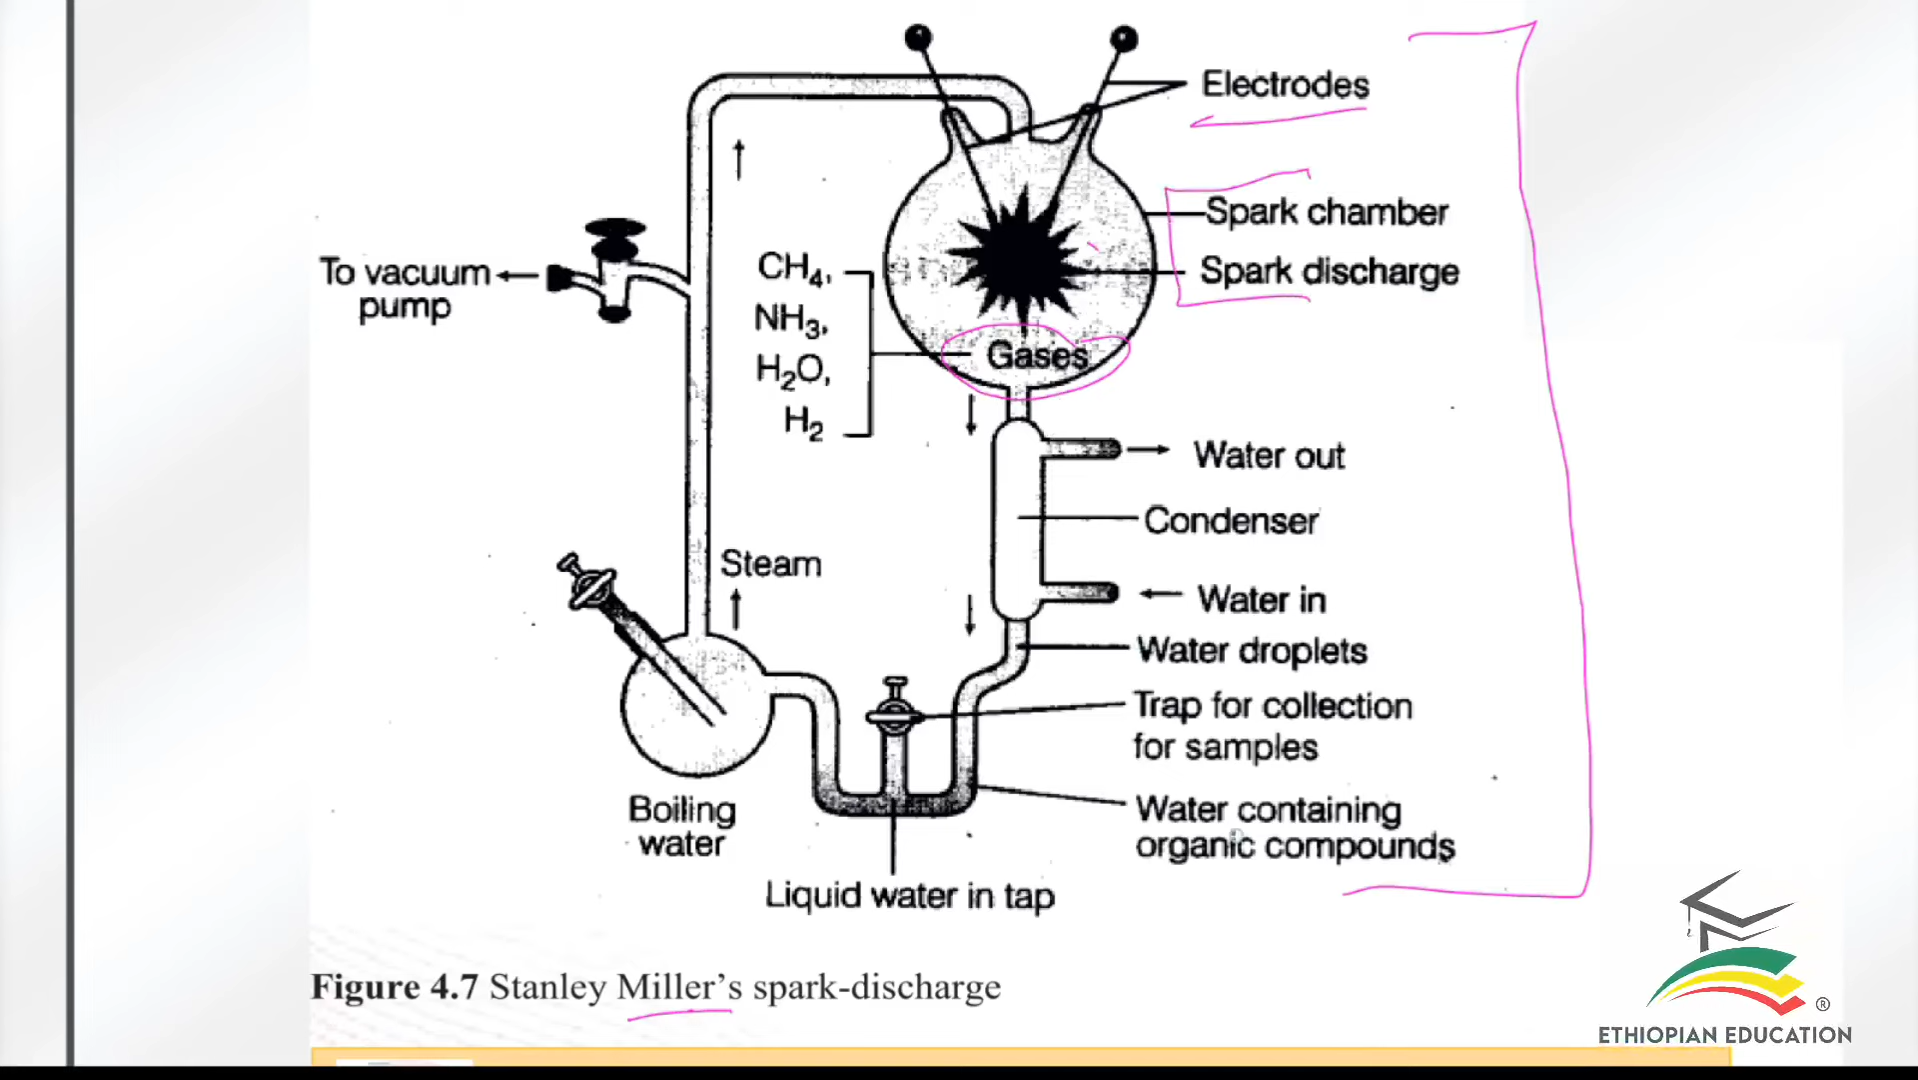 Electrodes
Spark chamber
Spark discharge
To vacuum
pump
CH4,
NH3,
H2O,
H2
Gases
Water out
Condenser
Steam
Water in
Water droplets
Trap for collection
for samples
Boiling
water
Water containing
organic compounds
Liquid water in tap
Figure 4.7 Stanley Miller's spark-discharge
®
ETHIOPIAN EDUCATION